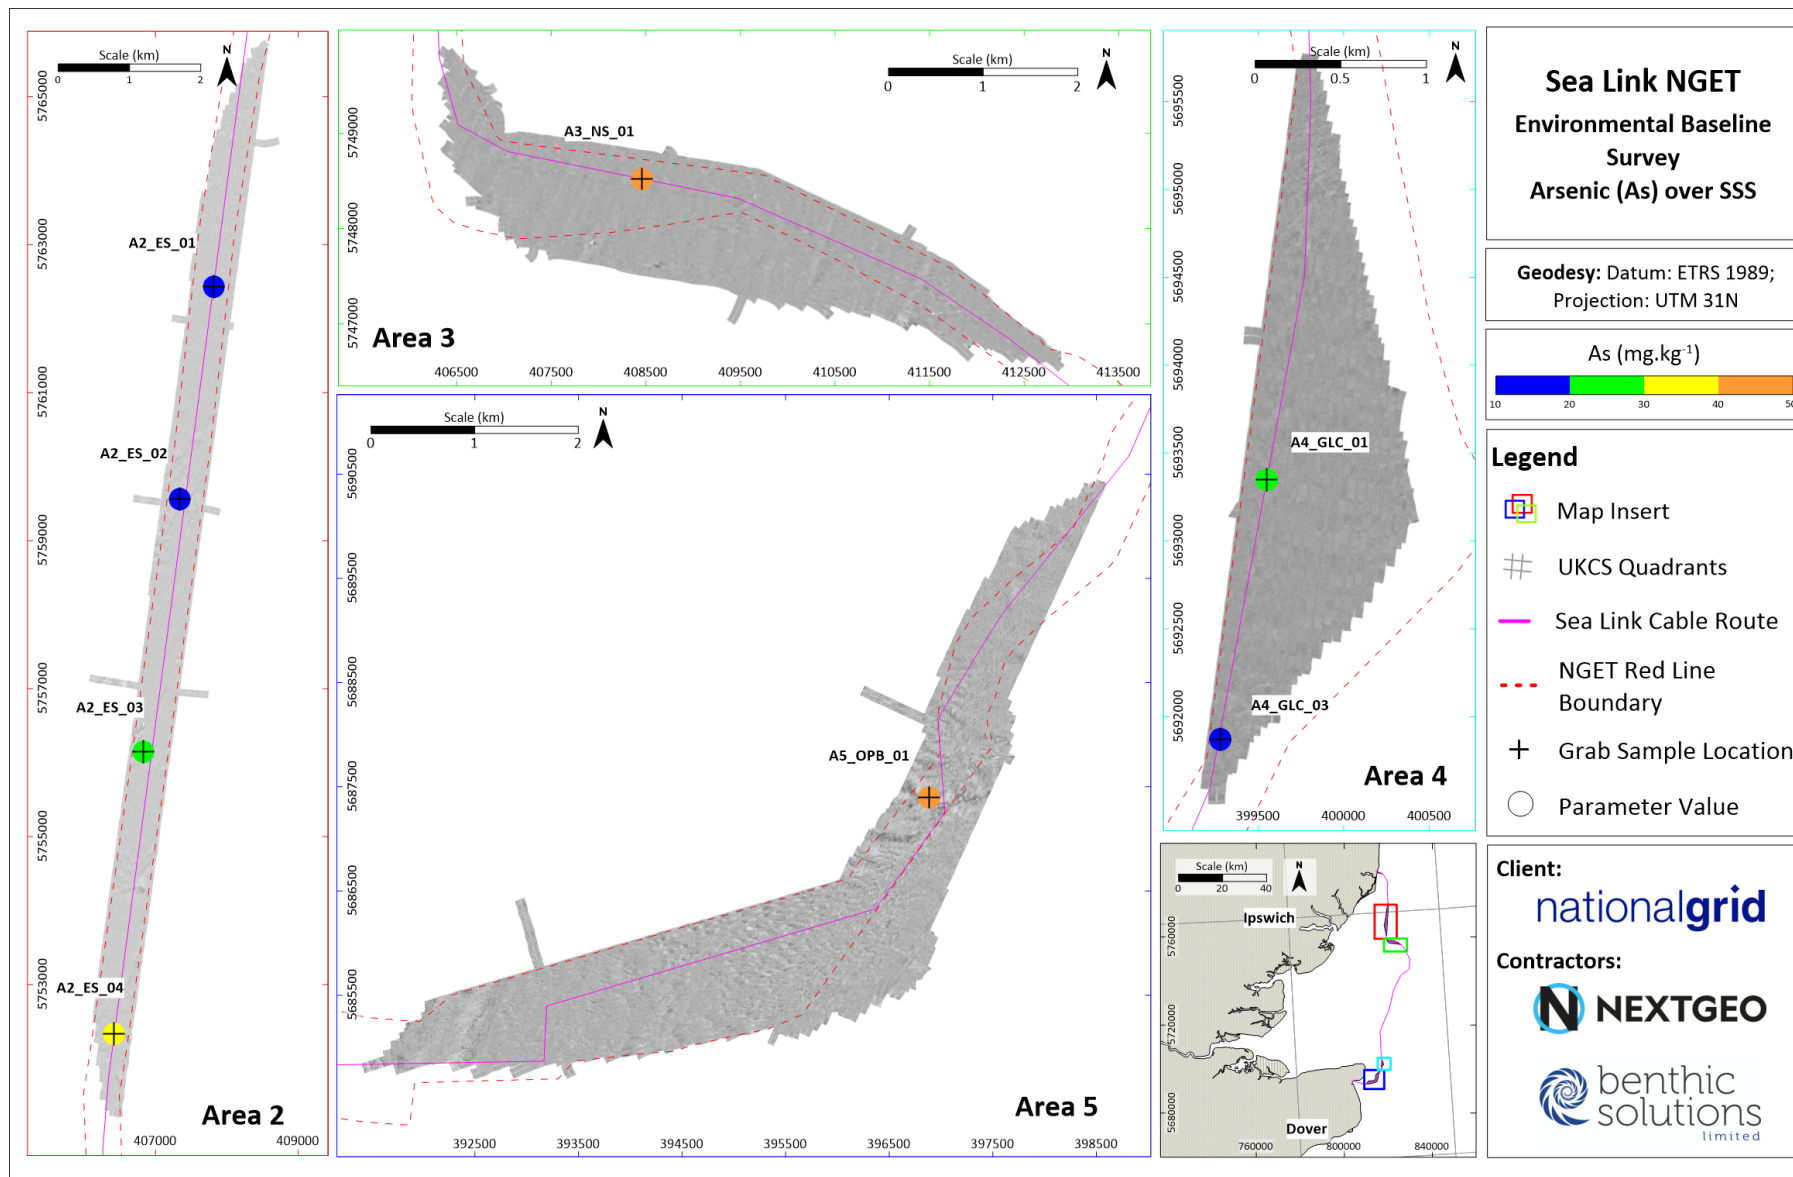 Scale (km)
0 1 2
N
5765000
5763000
5761000
5759000
5757000
5755000
5753000
A2_ES_01
A2_ES_02
A2_ES_03
A2_ES_04
Area 2
407000 409000
Scale (km)
0 1 2
N
5749000
5748000
5747000
A3_NS_01
Area 3
406500 407500 408500 409500 410500 411500 412500 413500
Scale (km)
0 1 2
N
5690500
5689500
5688500
5687500
5686500
5685500
A5_OPB_01
Area 5
392500 393500 394500 395500 396500 397500 398500
Scale (km)
0 0.5 1
N
5695500
5695000
5694500
5694000
5693500
5693000
5692500
5692000
A4_GLC_01
A4_GLC_03
Area 4
399500 400000 400500
Scale (km)
0 20 40
N
Ipswich
Dover
5760000
5720000
5680000
760000 800000 840000
Sea Link NGET
Environmental Baseline
Survey
Arsenic (As) over SSS
Geodesy: Datum: ETRS 1989;
Projection: UTM 31N
As (mg.kg⁻¹)
10 20 30 40 50
Legend
Map Insert
UKCS Quadrants
Sea Link Cable Route
NGET Red Line
Boundary
Grab Sample Location
Parameter Value
Client:
nationalgrid
Contractors:
N NEXTGEO
benthic
solutions
limited